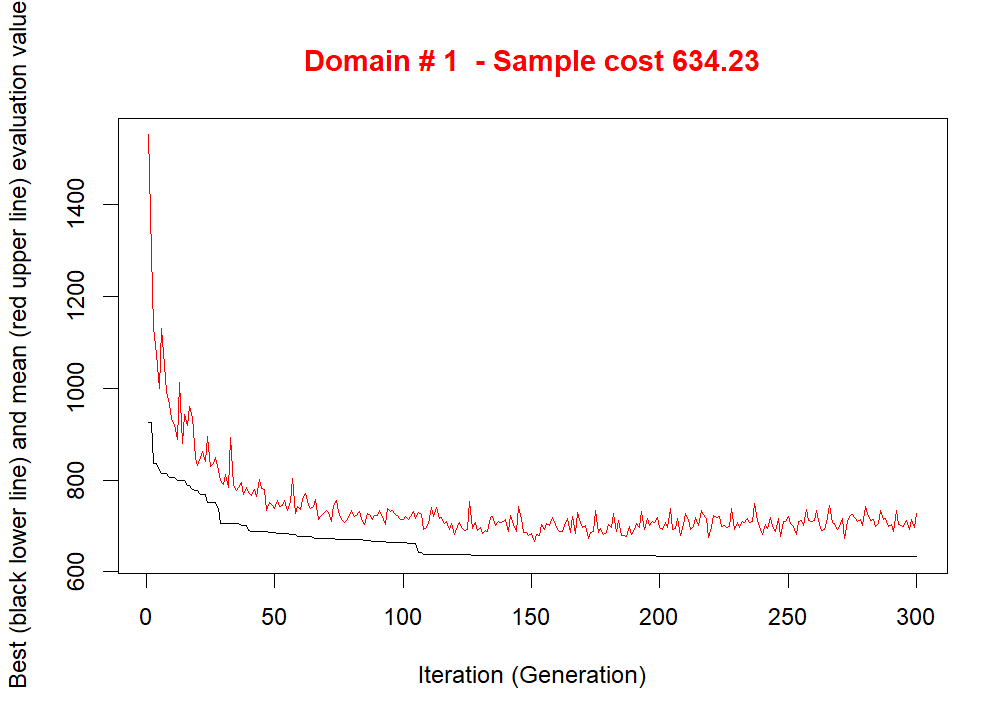 Domain # 1  - Sample cost 634.23
Best (black lower line) and mean (red upper line) evaluation value
1400
1200
1000
800
600
0 50 100 150 200 250 300
Iteration (Generation)